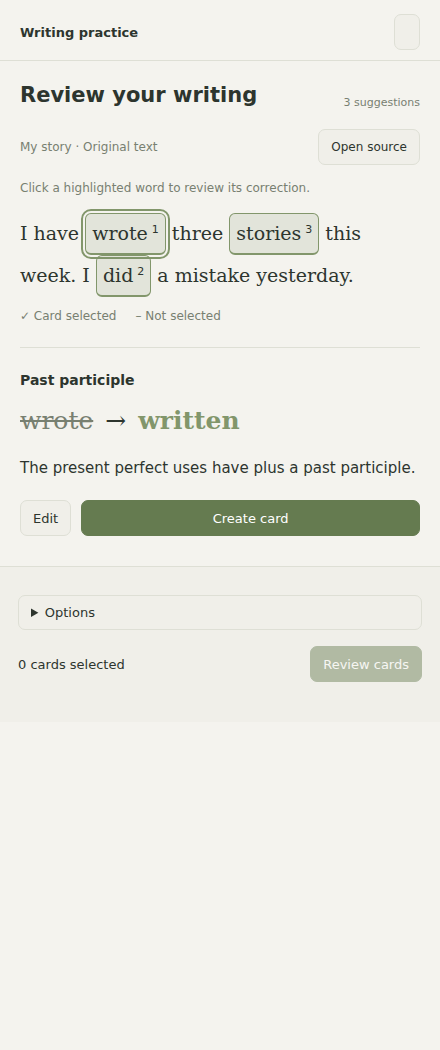 Writing practice
Review your writing
3 suggestions
My story · Original text
Open source
Click a highlighted word to review its correction.
I have wrote 1 three stories 3 this
week. I did 2 a mistake yesterday.
✓ Card selected – Not selected
Past participle
wrote → written
The present perfect uses have plus a past participle.
Edit
Create card
▶ Options
0 cards selected
Review cards